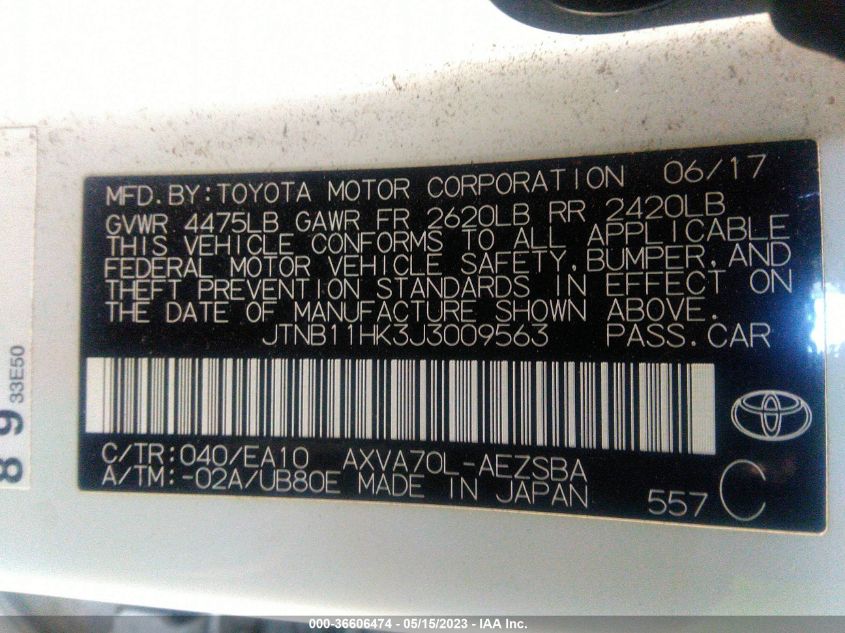 MFD.BY:TOYOTA MOTOR CORPORATION 06/17
GVWR 4475LB GAWR FR 2620LB RR 2420LB
THIS VEHICLE CONFORMS TO ALL APPLICABLE
FEDERAL MOTOR VEHICLE SAFETY,BUMPER,AND
THEFT PREVENTION STANDARDS IN EFFECT ON
THE DATE OF MANUFACTURE SHOWN ABOVE.
JTNB11HK3J3009563 PASS.CAR
C/TR:040/EA10 AXVA70L-AEZSBA
A/TM:-02A/UB80E MADE IN JAPAN
557 C
89 33E50
000-36606474 - 05/15/2023 - IAA Inc.